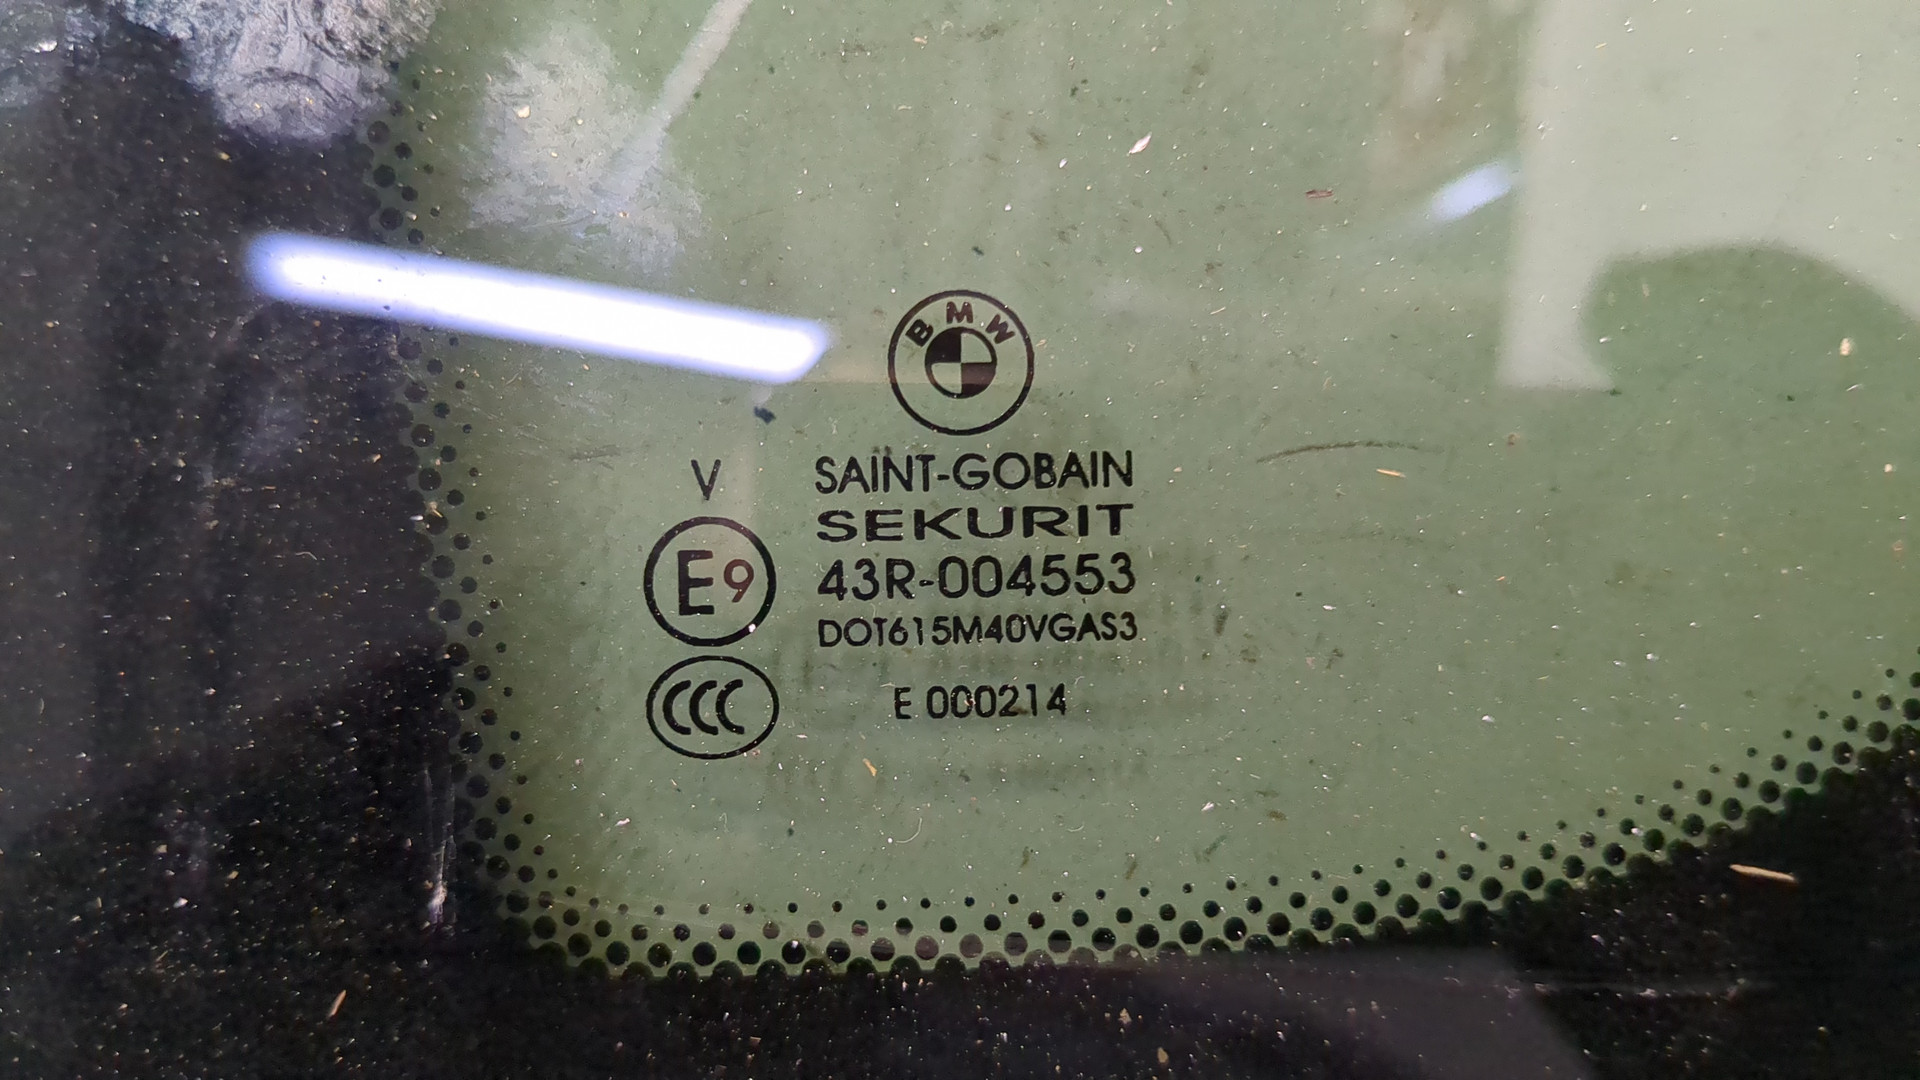 BMW
V
SAINT-GOBAIN
SEKURIT
E9
43R-004553
DOT615M40VGAS3
CCC
E 000214